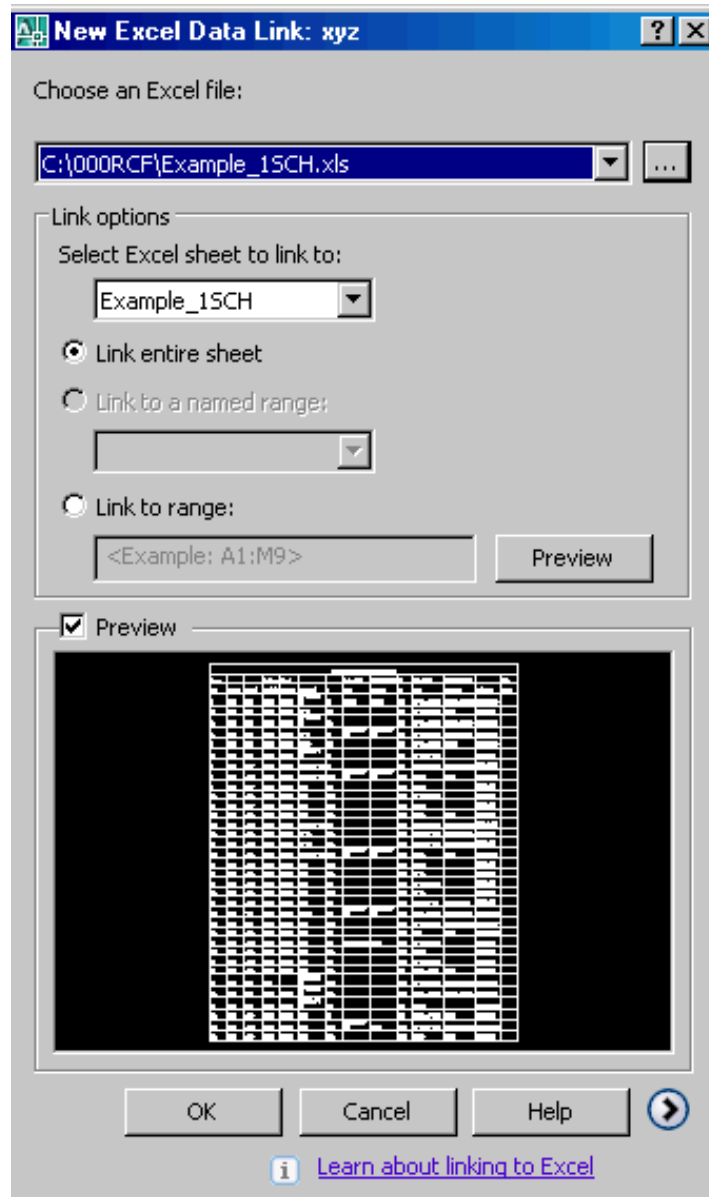 New Excel Data Link: xyz
Choose an Excel file:
C:\000RCF\Example_1SCH.xls
...
Link options
Select Excel sheet to link to:
Example_1SCH
Link entire sheet
Link to a named range:
Link to range:
<Example: A1:M9>
Preview
Preview
OK
Cancel
Help
Learn about linking to Excel